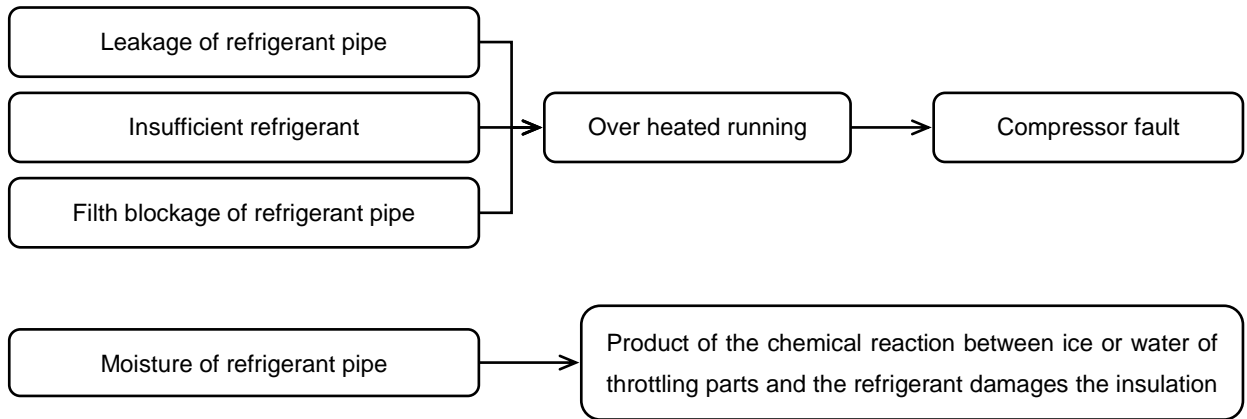 Leakage of refrigerant pipe
Insufficient refrigerant
Over heated running
Compressor fault
Filth blockage of refrigerant pipe
Moisture of refrigerant pipe
Product of the chemical reaction between ice or water of
throttling parts and the refrigerant damages the insulation